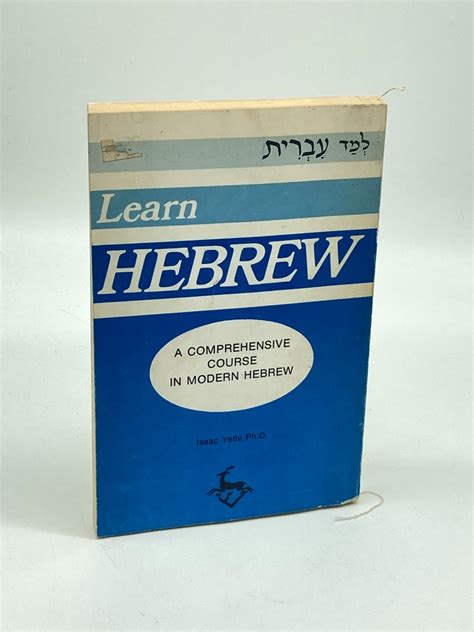 לְמַד עִבְרִית
Learn
HEBREW
A COMPREHENSIVE
COURSE
IN MODERN HEBREW
Isaac Yetiv, Ph.D.